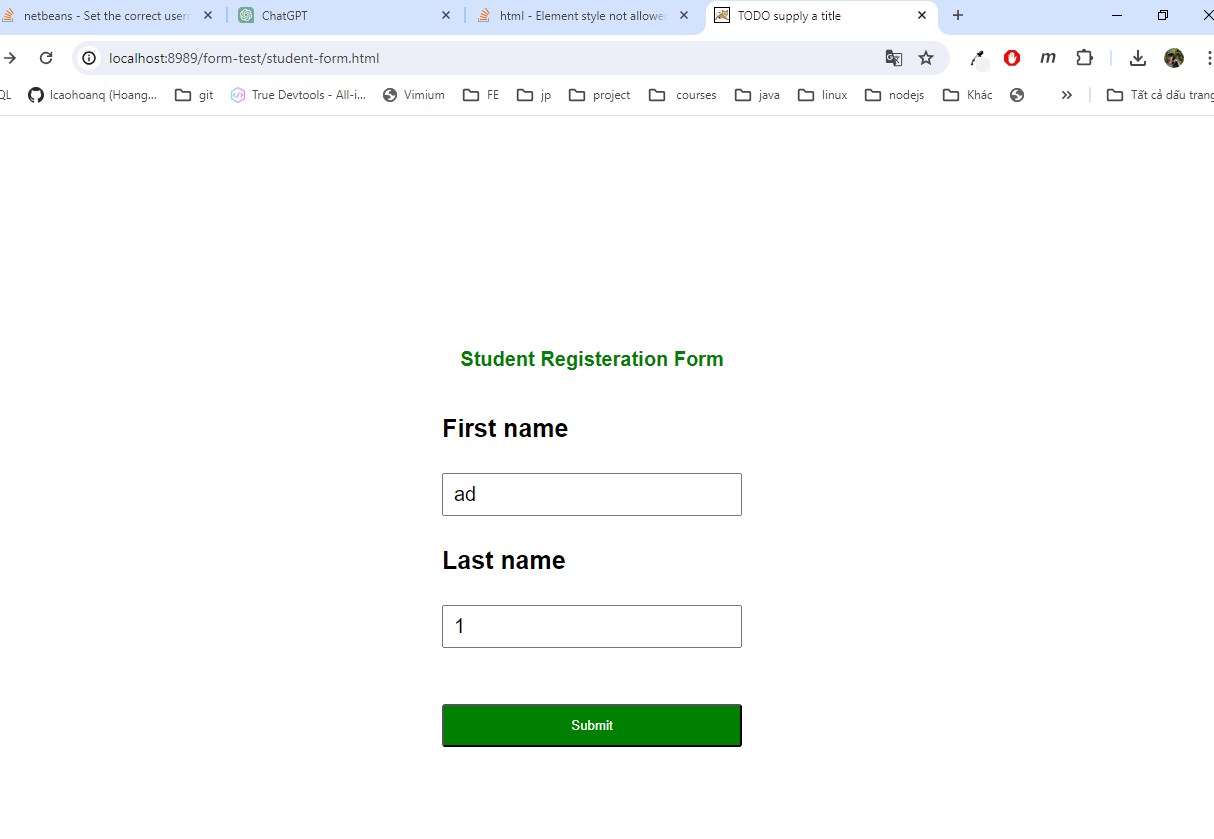 netbeans - Set the correct user
ChatGPT
html - Element style not allowe
TODO supply a title
localhost:8989/form-test/student-form.html
QL
lcaohoanq (Hoang...
git
True Devtools - All-i...
Vimium
FE
jp
project
courses
java
linux
nodejs
Khác
Tất cả dấu trang
Student Registeration Form
First name
ad
Last name
1
Submit